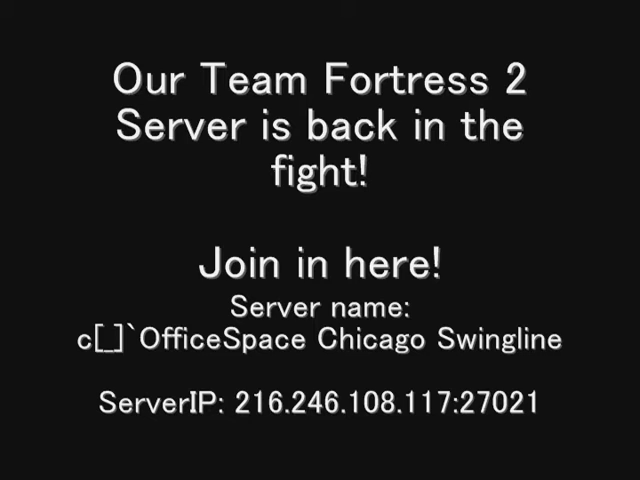 Our Team Fortress 2
Server is back in the
fight!
Join in here!
Server name:
c[_]`OfficeSpace Chicago Swingline
ServerIP: 216.246.108.117:27021